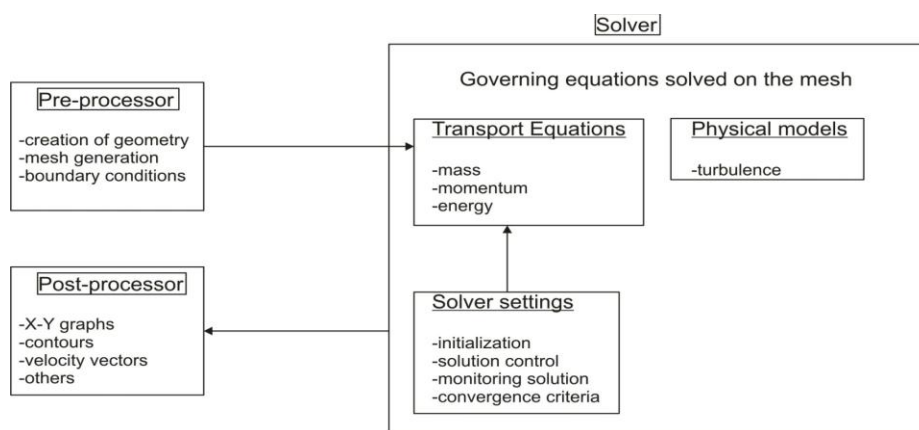 Solver
Pre-processor
-creation of geometry
-mesh generation
-boundary conditions
Governing equations solved on the mesh
Transport Equations
-mass
-momentum
-energy
Physical models
-turbulence
Post-processor
-X-Y graphs
-contours
-velocity vectors
-others
Solver settings
-initialization
-solution control
-monitoring solution
-convergence criteria